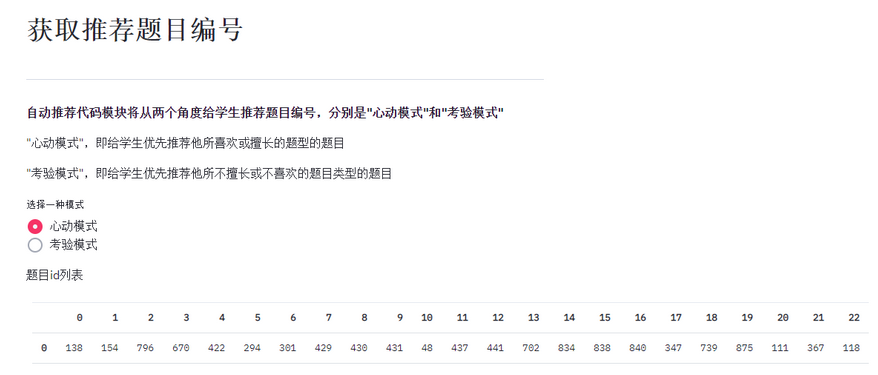 获取推荐题目编号
自动推荐代码模块将从两个角度给学生推荐题目编号，分别是"心动模式"和"考验模式"
"心动模式"，即给学生优先推荐他所喜欢或擅长的题型的题目
"考验模式"，即给学生优先推荐他所不擅长或不喜欢的题目类型的题目
选择一种模式
心动模式
考验模式
题目id列表
0 1 2 3 4 5 6 7 8 9 10 11 12 13 14 15 16 17 18 19 20 21 22
0 138 154 796 670 422 294 301 429 430 431 48 437 441 702 834 838 840 347 739 875 111 367 118